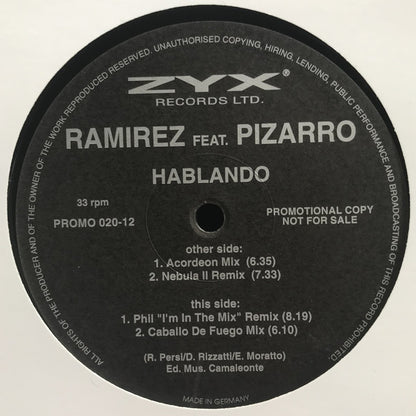 ALL RIGHTS OF THE PRODUCER AND OF THE OWNER OF THE WORK REPRODUCED RESERVED. UNAUTHORISED COPYING, HIRING, LENDING, PUBLIC PERFORMANCE AND BROADCASTING OF THIS RECORD PROHIBITED.
ZYX®
RECORDS LTD.
RAMIREZ FEAT. PIZARRO
HABLANDO
33 rpm
PROMO 020-12
PROMOTIONAL COPY
NOT FOR SALE
other side:
1. Acordeon Mix (6.35)
2. Nebula II Remix (7.33)
this side:
1. Phil "I'm In The Mix" Remix (8.19)
2. Caballo De Fuego Mix (6.10)
(R. Persi/D. Rizzatti/E. Moratto)
Ed. Mus. Camaleonte
MADE IN GERMANY